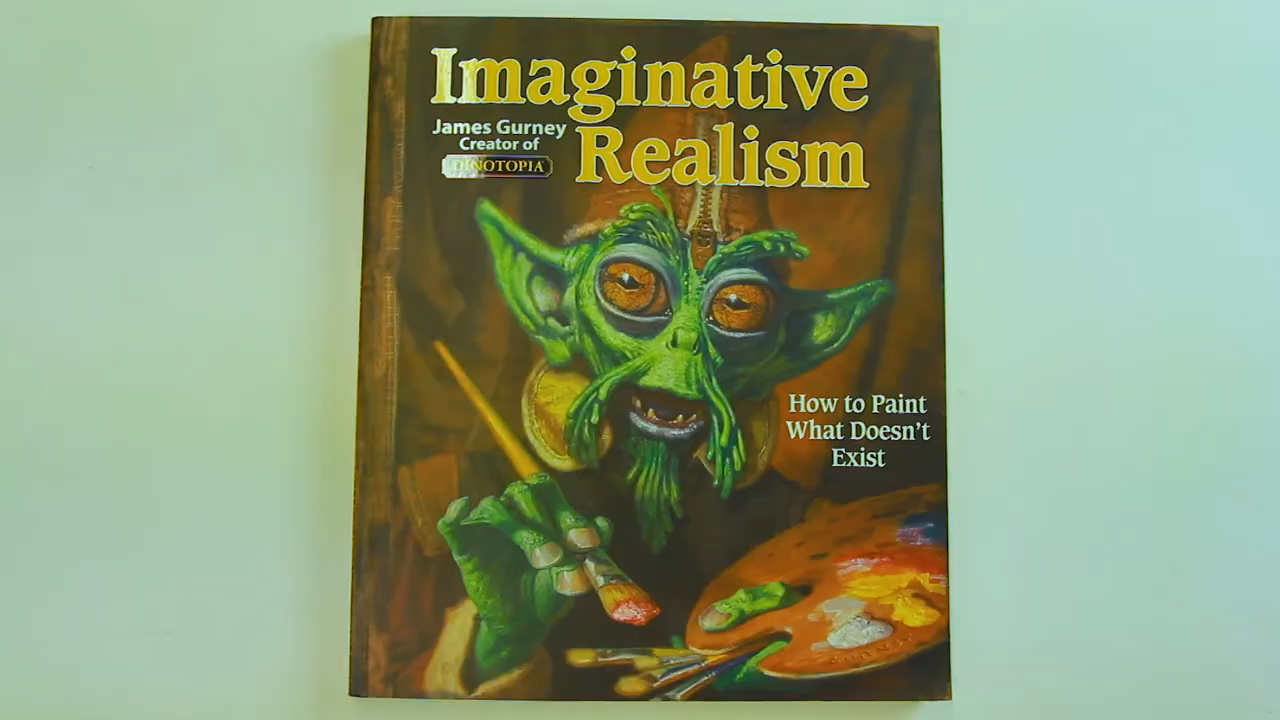 Imaginative
Realism
James Gurney
Creator of
DINOTOPIA
How to Paint
What Doesn't
Exist